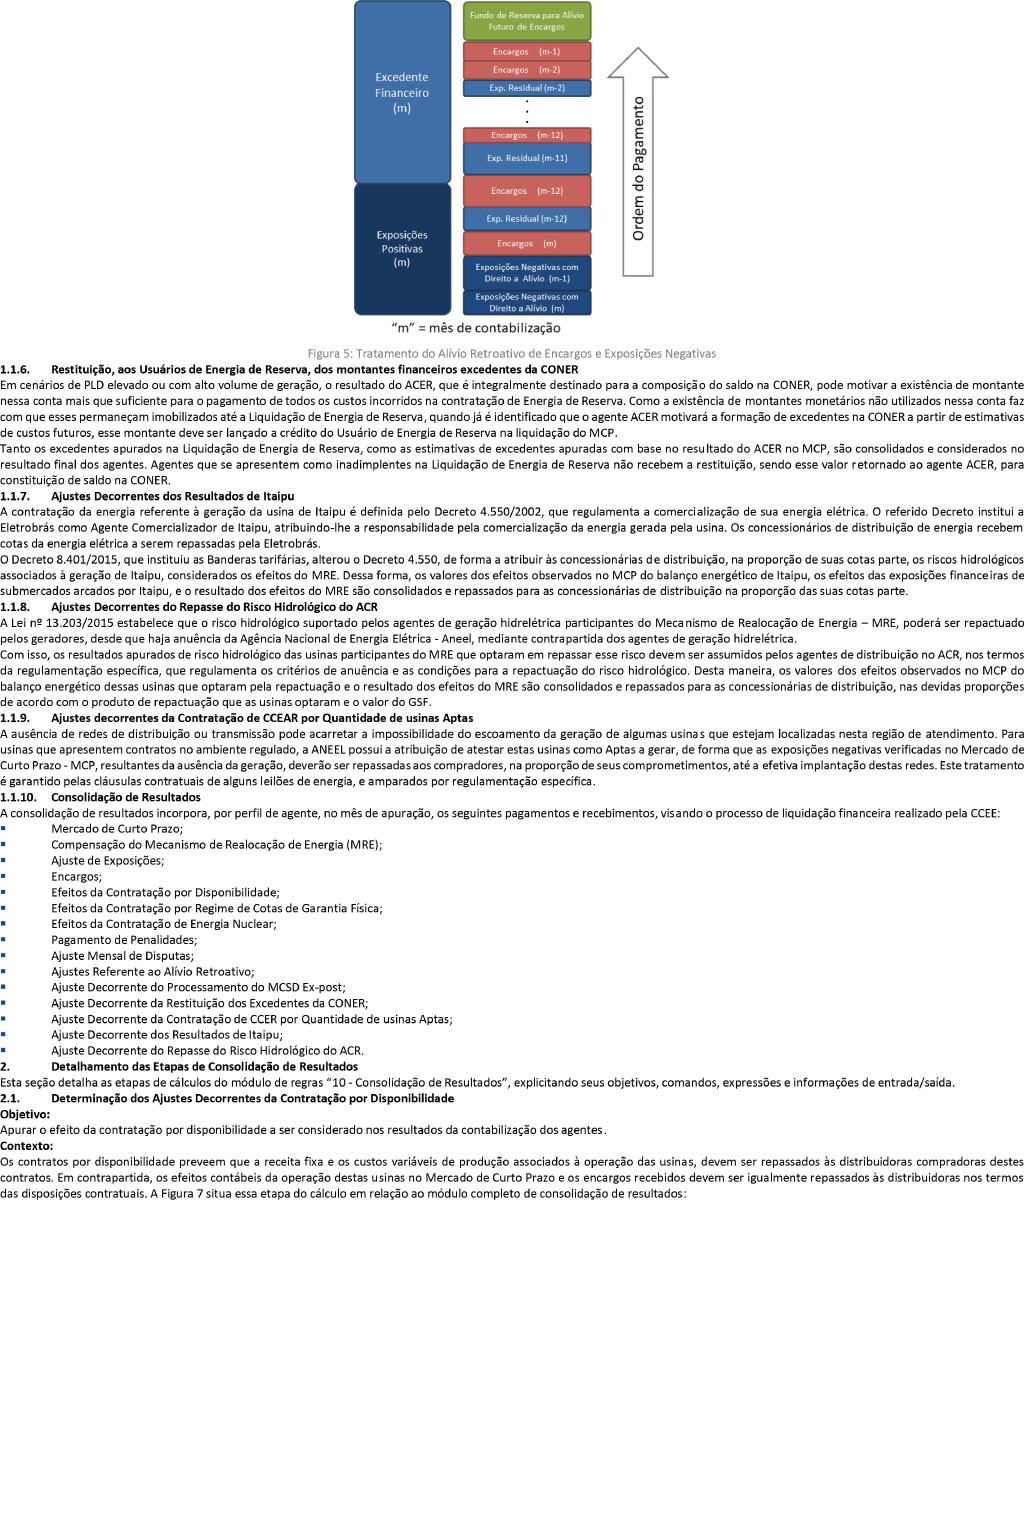 Fundo de Reserva para Alívio
Futuro de Encargos
Encargos (m-1)
Encargos (m-2)
Exp. Residual (m-2)
Encargos (m-12)
Exp. Residual (m-11)
Encargos (m-12)
Exp. Residual (m-12)
Encargos (m)
Exposições Negativas com
Direito a Alívio (m-1)
Exposições Negativas com
Direito a Alívio (m)
Excedente
Financeiro
(m)
Exposições
Positivas
(m)
Ordem do Pagamento
“m” = mês de contabilização
Figura 5: Tratamento do Alívio Retroativo de Encargos e Exposições Negativas
1.1.6. Restituição, aos Usuários de Energia de Reserva, dos montantes financeiros excedentes da CONER
Em cenários de PLD elevado ou com alto volume de geração, o resultado do ACER, que é integralmente destinado para a composição do saldo na CONER, pode motivar a existência de montante
nessa conta mais que suficiente para o pagamento de todos os custos incorridos na contratação de Energia de Reserva. Como a existência de montantes monetários não utilizados nessa conta faz
com que esses permaneçam imobilizados até a Liquidação de Energia de Reserva, quando já é identificado que o agente ACER motivará a formação de excedentes na CONER a partir de estimativas
de custos futuros, esse montante deve ser lançado a crédito do Usuário de Energia de Reserva na liquidação do MCP.
Tanto os excedentes apurados na Liquidação de Energia de Reserva, como as estimativas de excedentes apuradas com base no resultado do ACER no MCP, são consolidados e considerados no
resultado final dos agentes. Agentes que se apresentem como inadimplentes na Liquidação de Energia de Reserva não recebem a restituição, sendo esse valor retornado ao agente ACER, para
constituição de saldo na CONER.
1.1.7. Ajustes Decorrentes dos Resultados de Itaipu
A contratação da energia referente à geração da usina de Itaipu é definida pelo Decreto 4.550/2002, que regulamenta a comercialização de sua energia elétrica. O referido Decreto institui a
Eletrobrás como Agente Comercializador de Itaipu, atribuindo-lhe a responsabilidade pela comercialização da energia gerada pela usina. Os concessionários de distribuição de energia recebem
cotas da energia elétrica a serem repassadas pela Eletrobrás.
O Decreto 8.401/2015, que instituiu as Banderas tarifárias, alterou o Decreto 4.550, de forma a atribuir às concessionárias de distribuição, na proporção de suas cotas parte, os riscos hidrológicos
associados à geração de Itaipu, considerados os efeitos do MRE. Dessa forma, os valores dos efeitos observados no MCP do balanço energético de Itaipu, os efeitos das exposições financeiras de
submercados arcados por Itaipu, e o resultado dos efeitos do MRE são consolidados e repassados para as concessionárias de distribuição na proporção das suas cotas parte.
1.1.8. Ajustes Decorrentes do Repasse do Risco Hidrológico do ACR
A Lei nº 13.203/2015 estabelece que o risco hidrológico suportado pelos agentes de geração hidrelétrica participantes do Mecanismo de Realocação de Energia – MRE, poderá ser repactuado
pelos geradores, desde que haja anuência da Agência Nacional de Energia Elétrica - Aneel, mediante contrapartida dos agentes de geração hidrelétrica.
Com isso, os resultados apurados de risco hidrológico das usinas participantes do MRE que optaram em repassar esse risco devem ser assumidos pelos agentes de distribuição no ACR, nos termos
da regulamentação específica, que regulamenta os critérios de anuência e as condições para a repactuação do risco hidrológico. Desta maneira, os valores dos efeitos observados no MCP do
balanço energético dessas usinas que optaram pela repactuação e o resultado dos efeitos do MRE são consolidados e repassados para as concessionárias de distribuição, nas devidas proporções
de acordo com o produto de repactuação que as usinas optaram e o valor do GSF.
1.1.9. Ajustes decorrentes da Contratação de CCEAR por Quantidade de usinas Aptas
A ausência de redes de distribuição ou transmissão pode acarretar a impossibilidade do escoamento da geração de algumas usinas que estejam localizadas nesta região de atendimento. Para
usinas que apresentem contratos no ambiente regulado, a ANEEL possui a atribuição de atestar estas usinas como Aptas a gerar, de forma que as exposições negativas verificadas no Mercado de
Curto Prazo - MCP, resultantes da ausência da geração, deverão ser repassadas aos compradores, na proporção de seus comprometimentos, até a efetiva implantação destas redes. Este tratamento
é garantido pelas cláusulas contratuais de alguns leilões de energia, e amparados por regulamentação específica.
1.1.10. Consolidação de Resultados
A consolidação de resultados incorpora, por perfil de agente, no mês de apuração, os seguintes pagamentos e recebimentos, visando o processo de liquidação financeira realizado pela CCEE:
▪ Mercado de Curto Prazo;
▪ Compensação do Mecanismo de Realocação de Energia (MRE);
▪ Ajuste de Exposições;
▪ Encargos;
▪ Efeitos da Contratação por Disponibilidade;
▪ Efeitos da Contratação por Regime de Cotas de Garantia Física;
▪ Efeitos da Contratação de Energia Nuclear;
▪ Pagamento de Penalidades;
▪ Ajuste Mensal de Disputas;
▪ Ajustes Referente ao Alívio Retroativo;
▪ Ajuste Decorrente do Processamento do MCSD Ex-post;
▪ Ajuste Decorrente da Restituição dos Excedentes da CONER;
▪ Ajuste Decorrente da Contratação de CCER por Quantidade de usinas Aptas;
▪ Ajuste Decorrente dos Resultados de Itaipu;
▪ Ajuste Decorrente do Repasse do Risco Hidrológico do ACR.
2. Detalhamento das Etapas de Consolidação de Resultados
Esta seção detalha as etapas de cálculos do módulo de regras “10 - Consolidação de Resultados”, explicitando seus objetivos, comandos, expressões e informações de entrada/saída.
2.1. Determinação dos Ajustes Decorrentes da Contratação por Disponibilidade
Objetivo:
Apurar o efeito da contratação por disponibilidade a ser considerado nos resultados da contabilização dos agentes.
Contexto:
Os contratos por disponibilidade preveem que a receita fixa e os custos variáveis de produção associados à operação das usinas, devem ser repassados às distribuidoras compradoras destes
contratos. Em contrapartida, os efeitos contábeis da operação destas usinas no Mercado de Curto Prazo e os encargos recebidos devem ser igualmente repassados às distribuidoras nos termos
das disposições contratuais. A Figura 7 situa essa etapa do cálculo em relação ao módulo completo de consolidação de resultados: